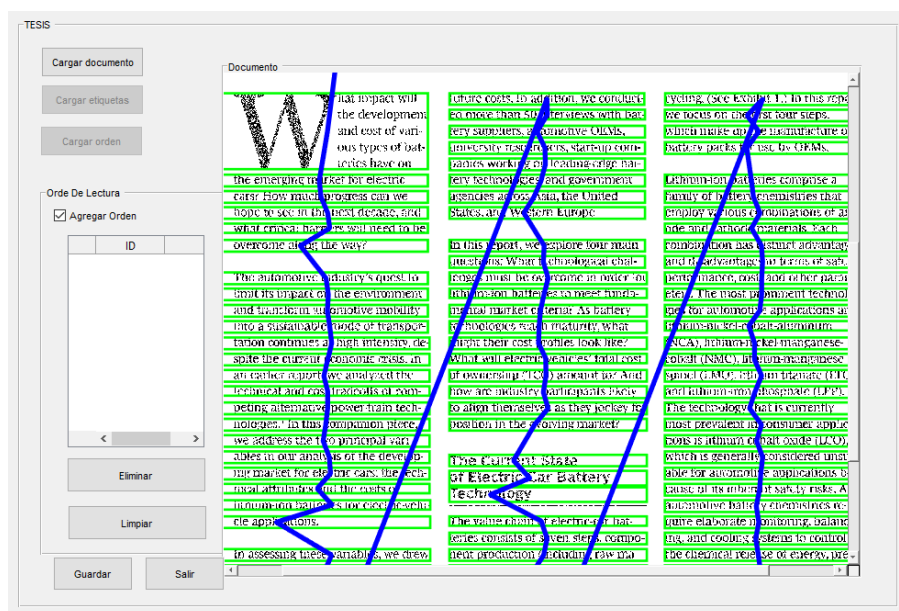 TESIS
Cargar documento
Cargar etiquetas
Cargar orden
Orde De Lectura
Agregar Orden
ID
Eliminar
Limpiar
Guardar
Salir
Documento
What impact will
the development
and cost of vari-
ous types of bat-
teries have on
the emerging market for electric
cars? How much progress can we
hope to see in the next decade, and
what critical barriers will need to be
overcome along the way?
The automotive industry's quest to
limit its impact on the environment
and transform automotive mobility
into a sustainable mode of transpor-
tation continues at high intensity, de-
spite the current economic crisis. In
an earlier report, we analyzed the
technical and cost tradeoffs of com-
peting alternative power-train tech-
nologies.¹ In this companion piece,
we address the two principal vari-
ables in our analysis of the develop-
ing market for electric cars: the tech-
nical attributes and the costs of
lithium-ion batteries for electric-vehi-
cle applications.
In assessing these variables, we drew
future costs. In addition, we conduct-
ed more than 50 interviews with bat-
tery suppliers, automotive OEMs,
university researchers, start-up com-
panies working on leading-edge bat-
tery technologies, and government
agencies across Asia, the United
States, and Western Europe
In this report, we explore four main
questions: What technological chal-
lenges must be overcome in order for
lithium-ion batteries to meet funda-
mental market criteria? As battery
technologies reach maturity, what
might their cost profiles look like?
What will electric vehicles' total cost
of ownership (TCO) amount to? And
how are industry participants likely
to align themselves as they jockey for
position in the evolving market?
The Current State
of Electric-Car Battery
Technology
The value chain of electric-car bat-
teries consists of seven steps: compo-
nent production (including raw ma
cycling. (See Exhibit 1.) In this repo
we focus on the first four steps,
which make up the manufacture o
battery packs for use by OEMs.
Lithium-ion batteries comprise a
family of battery chemistries that
employ various combinations of an
ode and cathode materials. Each
combination has distinct advantag
and disadvantages in terms of safe
performance, cost, and other param
eters. The most prominent technol
gies for automotive applications ar
lithium-nickel-cobalt-aluminum
(NCA), lithium-nickel-manganese-
cobalt (NMC), lithium-manganese
spinel (LMO), lithium titanate (LTO
and lithium-iron phosphate (LFP).
The technology that is currently
most prevalent in consumer applic
tions is lithium cobalt oxide (LCO),
which is generally considered unsu
able for automotive applications be
cause of its inherent safety risks. A
automotive battery chemistries re-
quire elaborate monitoring, balanc
ing, and cooling systems to control
the chemical release of energy, pre